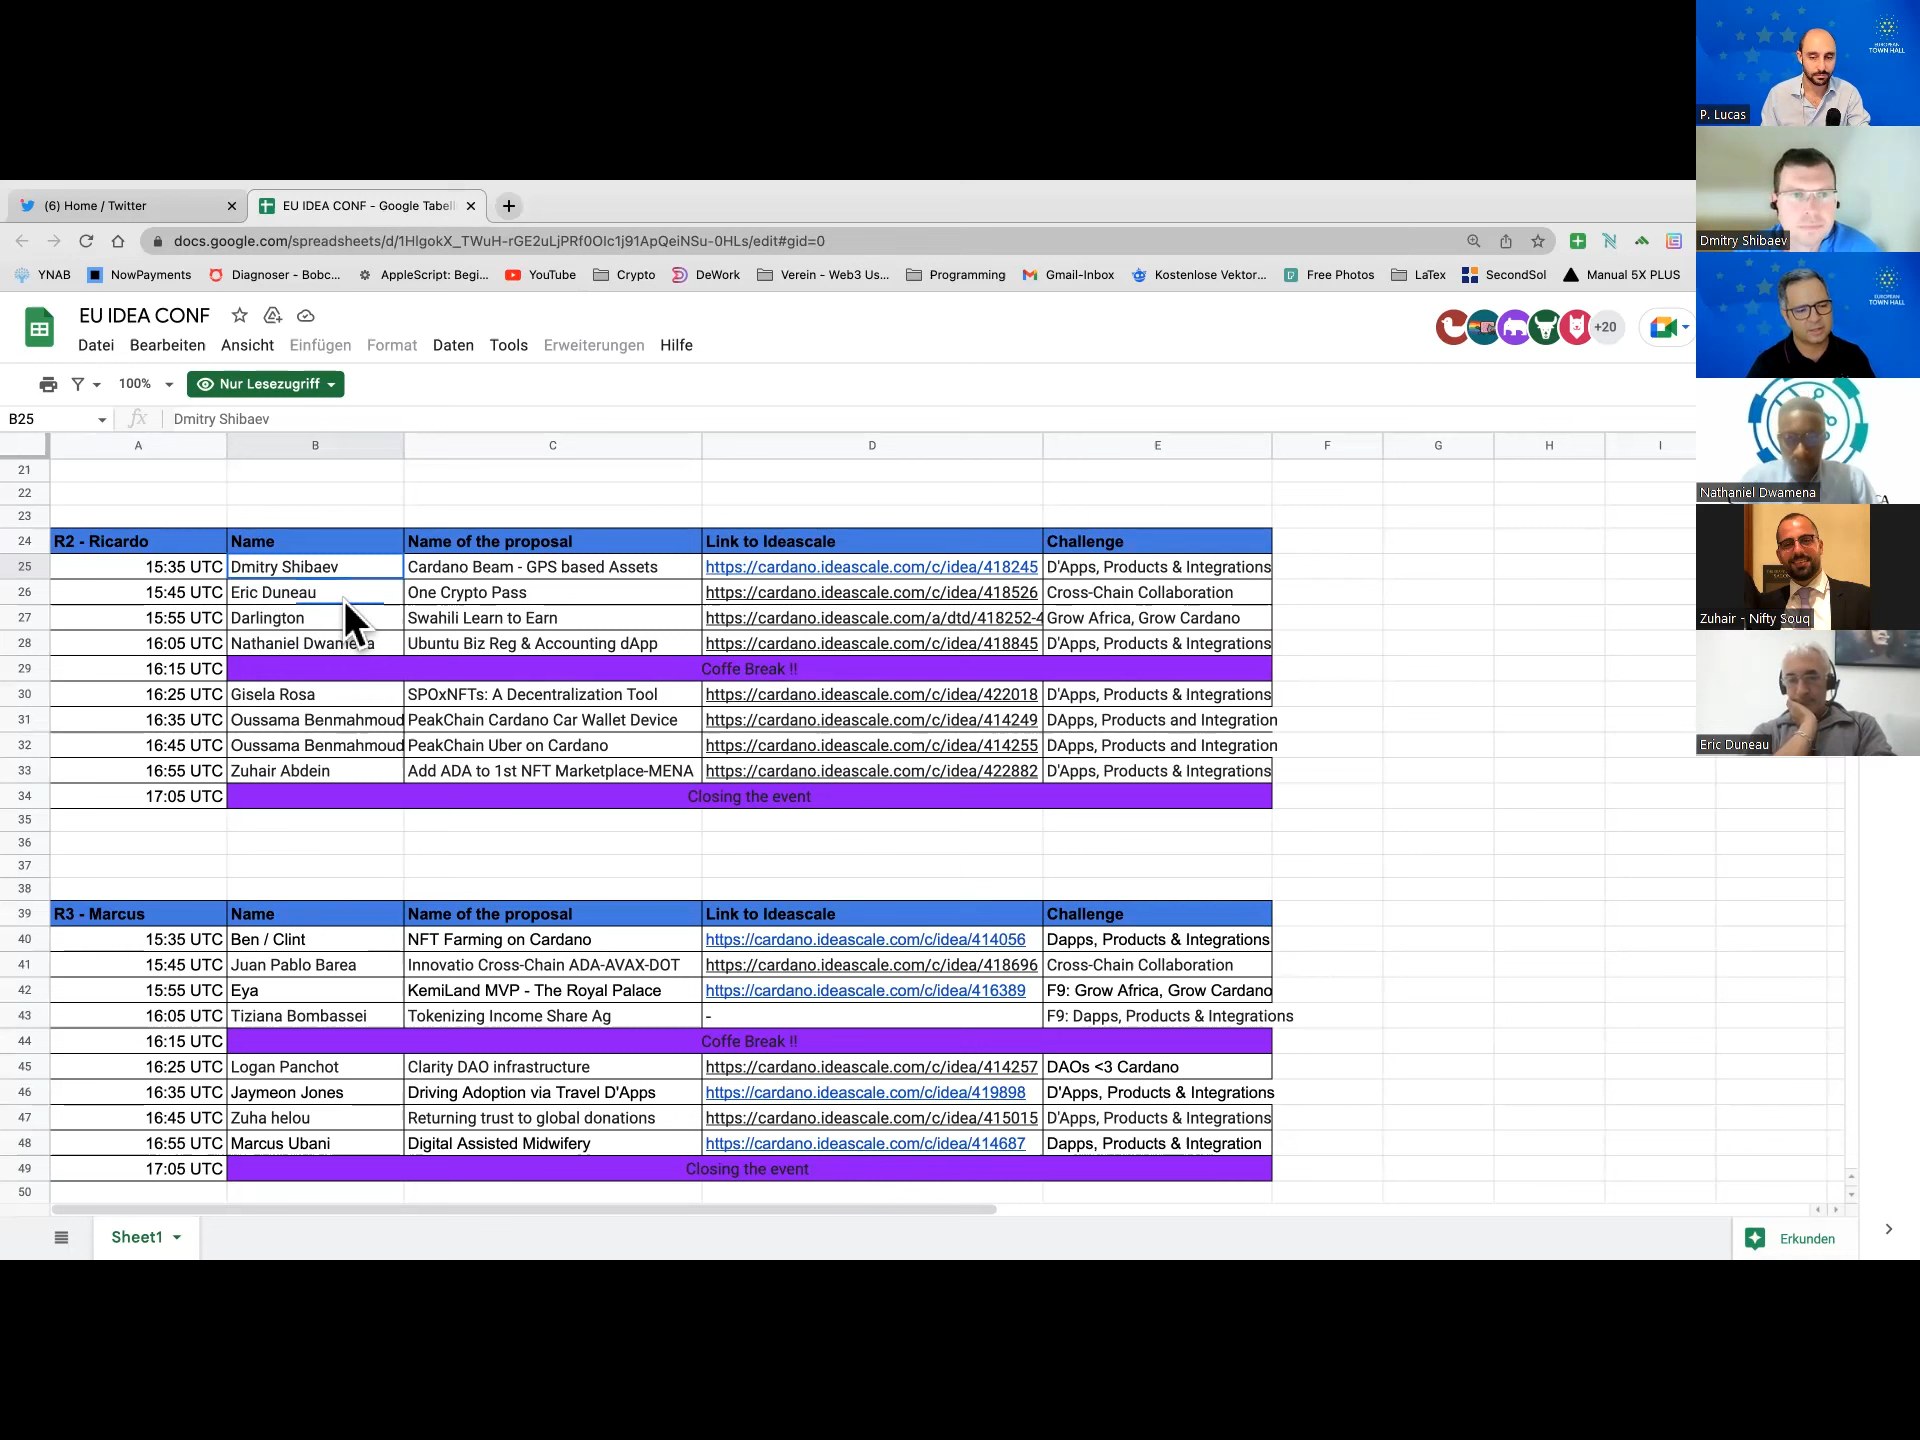 (6) Home / Twitter
EU IDEA CONF - Google Tabell
docs.google.com/spreadsheets/d/1HlgokX_TWuH-rGE2uLjPRf0OIc1j91ApQeiNSu-0HLs/edit#gid=0
YNAB NowPayments Diagnoser - Bobc... AppleScript: Begi... YouTube Crypto DeWork Verein - Web3 Us... Programming Gmail-Inbox Kostenlose Vektor... Free Photos LaTex SecondSol Manual 5X PLUS
EU IDEA CONF
+20
Datei Bearbeiten Ansicht Einfügen Format Daten Tools Erweiterungen Hilfe
100% Nur Lesezugriff
B25 fx Dmitry Shibaev
A B C D E F G H I
21
22
23
24 R2 - Ricardo Name Name of the proposal Link to Ideascale Challenge
25 15:35 UTC Dmitry Shibaev Cardano Beam - GPS based Assets https://cardano.ideascale.com/c/idea/418245 D'Apps, Products & Integrations
26 15:45 UTC Eric Duneau One Crypto Pass https://cardano.ideascale.com/c/idea/418526 Cross-Chain Collaboration
27 15:55 UTC Darlington Swahili Learn to Earn https://cardano.ideascale.com/a/dtd/418252-4 Grow Africa, Grow Cardano
28 16:05 UTC Nathaniel Dwamena Ubuntu Biz Reg & Accounting dApp https://cardano.ideascale.com/c/idea/418845 D'Apps, Products & Integrations
29 16:15 UTC Coffe Break !!
30 16:25 UTC Gisela Rosa SPOxNFTs: A Decentralization Tool https://cardano.ideascale.com/c/idea/422018 D'Apps, Products & Integrations
31 16:35 UTC Oussama Benmahmoud PeakChain Cardano Car Wallet Device https://cardano.ideascale.com/c/idea/414249 DApps, Products and Integration
32 16:45 UTC Oussama Benmahmoud PeakChain Uber on Cardano https://cardano.ideascale.com/c/idea/414255 DApps, Products and Integration
33 16:55 UTC Zuhair Abdein Add ADA to 1st NFT Marketplace-MENA https://cardano.ideascale.com/c/idea/422882 D'Apps, Products & Integrations
34 17:05 UTC Closing the event
35
36
37
38
39 R3 - Marcus Name Name of the proposal Link to Ideascale Challenge
40 15:35 UTC Ben / Clint NFT Farming on Cardano https://cardano.ideascale.com/c/idea/414056 Dapps, Products & Integrations
41 15:45 UTC Juan Pablo Barea Innovatio Cross-Chain ADA-AVAX-DOT https://cardano.ideascale.com/c/idea/418696 Cross-Chain Collaboration
42 15:55 UTC Eya KemiLand MVP - The Royal Palace https://cardano.ideascale.com/c/idea/416389 F9: Grow Africa, Grow Cardano
43 16:05 UTC Tiziana Bombassei Tokenizing Income Share Ag - F9: Dapps, Products & Integrations
44 16:15 UTC Coffe Break !!
45 16:25 UTC Logan Panchot Clarity DAO infrastructure https://cardano.ideascale.com/c/idea/414257 DAOs <3 Cardano
46 16:35 UTC Jaymeon Jones Driving Adoption via Travel D'Apps https://cardano.ideascale.com/c/idea/419898 D'Apps, Products & Integrations
47 16:45 UTC Zuha helou Returning trust to global donations https://cardano.ideascale.com/c/idea/415015 D'Apps, Products & Integrations
48 16:55 UTC Marcus Ubani Digital Assisted Midwifery https://cardano.ideascale.com/c/idea/414687 Dapps, Products & Integration
49 17:05 UTC Closing the event
50
Sheet1
Erkunden
EUROPEAN
TOWN HALL
P. Lucas
Dmitry Shibaev
EUROPEAN
TOWN HALL
Nathaniel Dwamena
CA
Zuhair - Nifty Souq
Eric Duneau